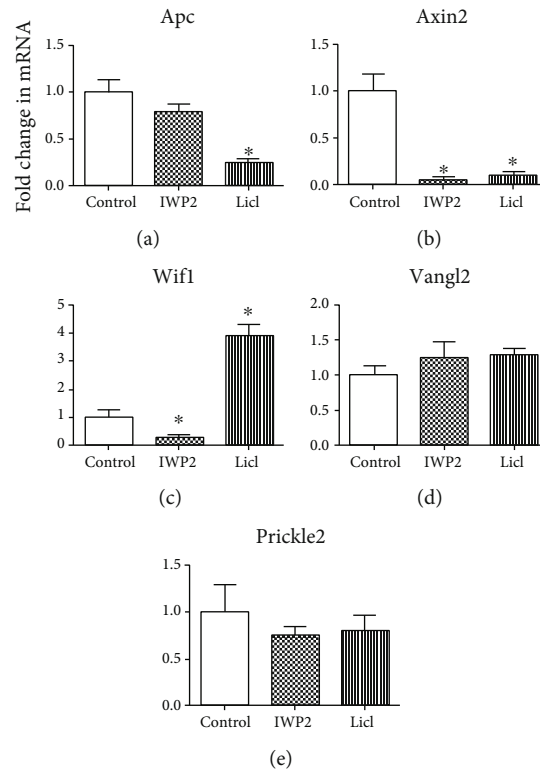 Apc
Fold change in mRNA
1.5
1.0
0.5
0.0
*
Control IWP2 Licl
(a)
Axin2
1.5
1.0
0.5
0.0
* *
Control IWP2 Licl
(b)
Wif1
5
4
3
2
1
0
*
*
Control IWP2 Licl
(c)
Vangl2
2.0
1.5
1.0
0.5
0.0
Control IWP2 Licl
(d)
Prickle2
1.5
1.0
0.5
0.0
Control IWP2 Licl
(e)